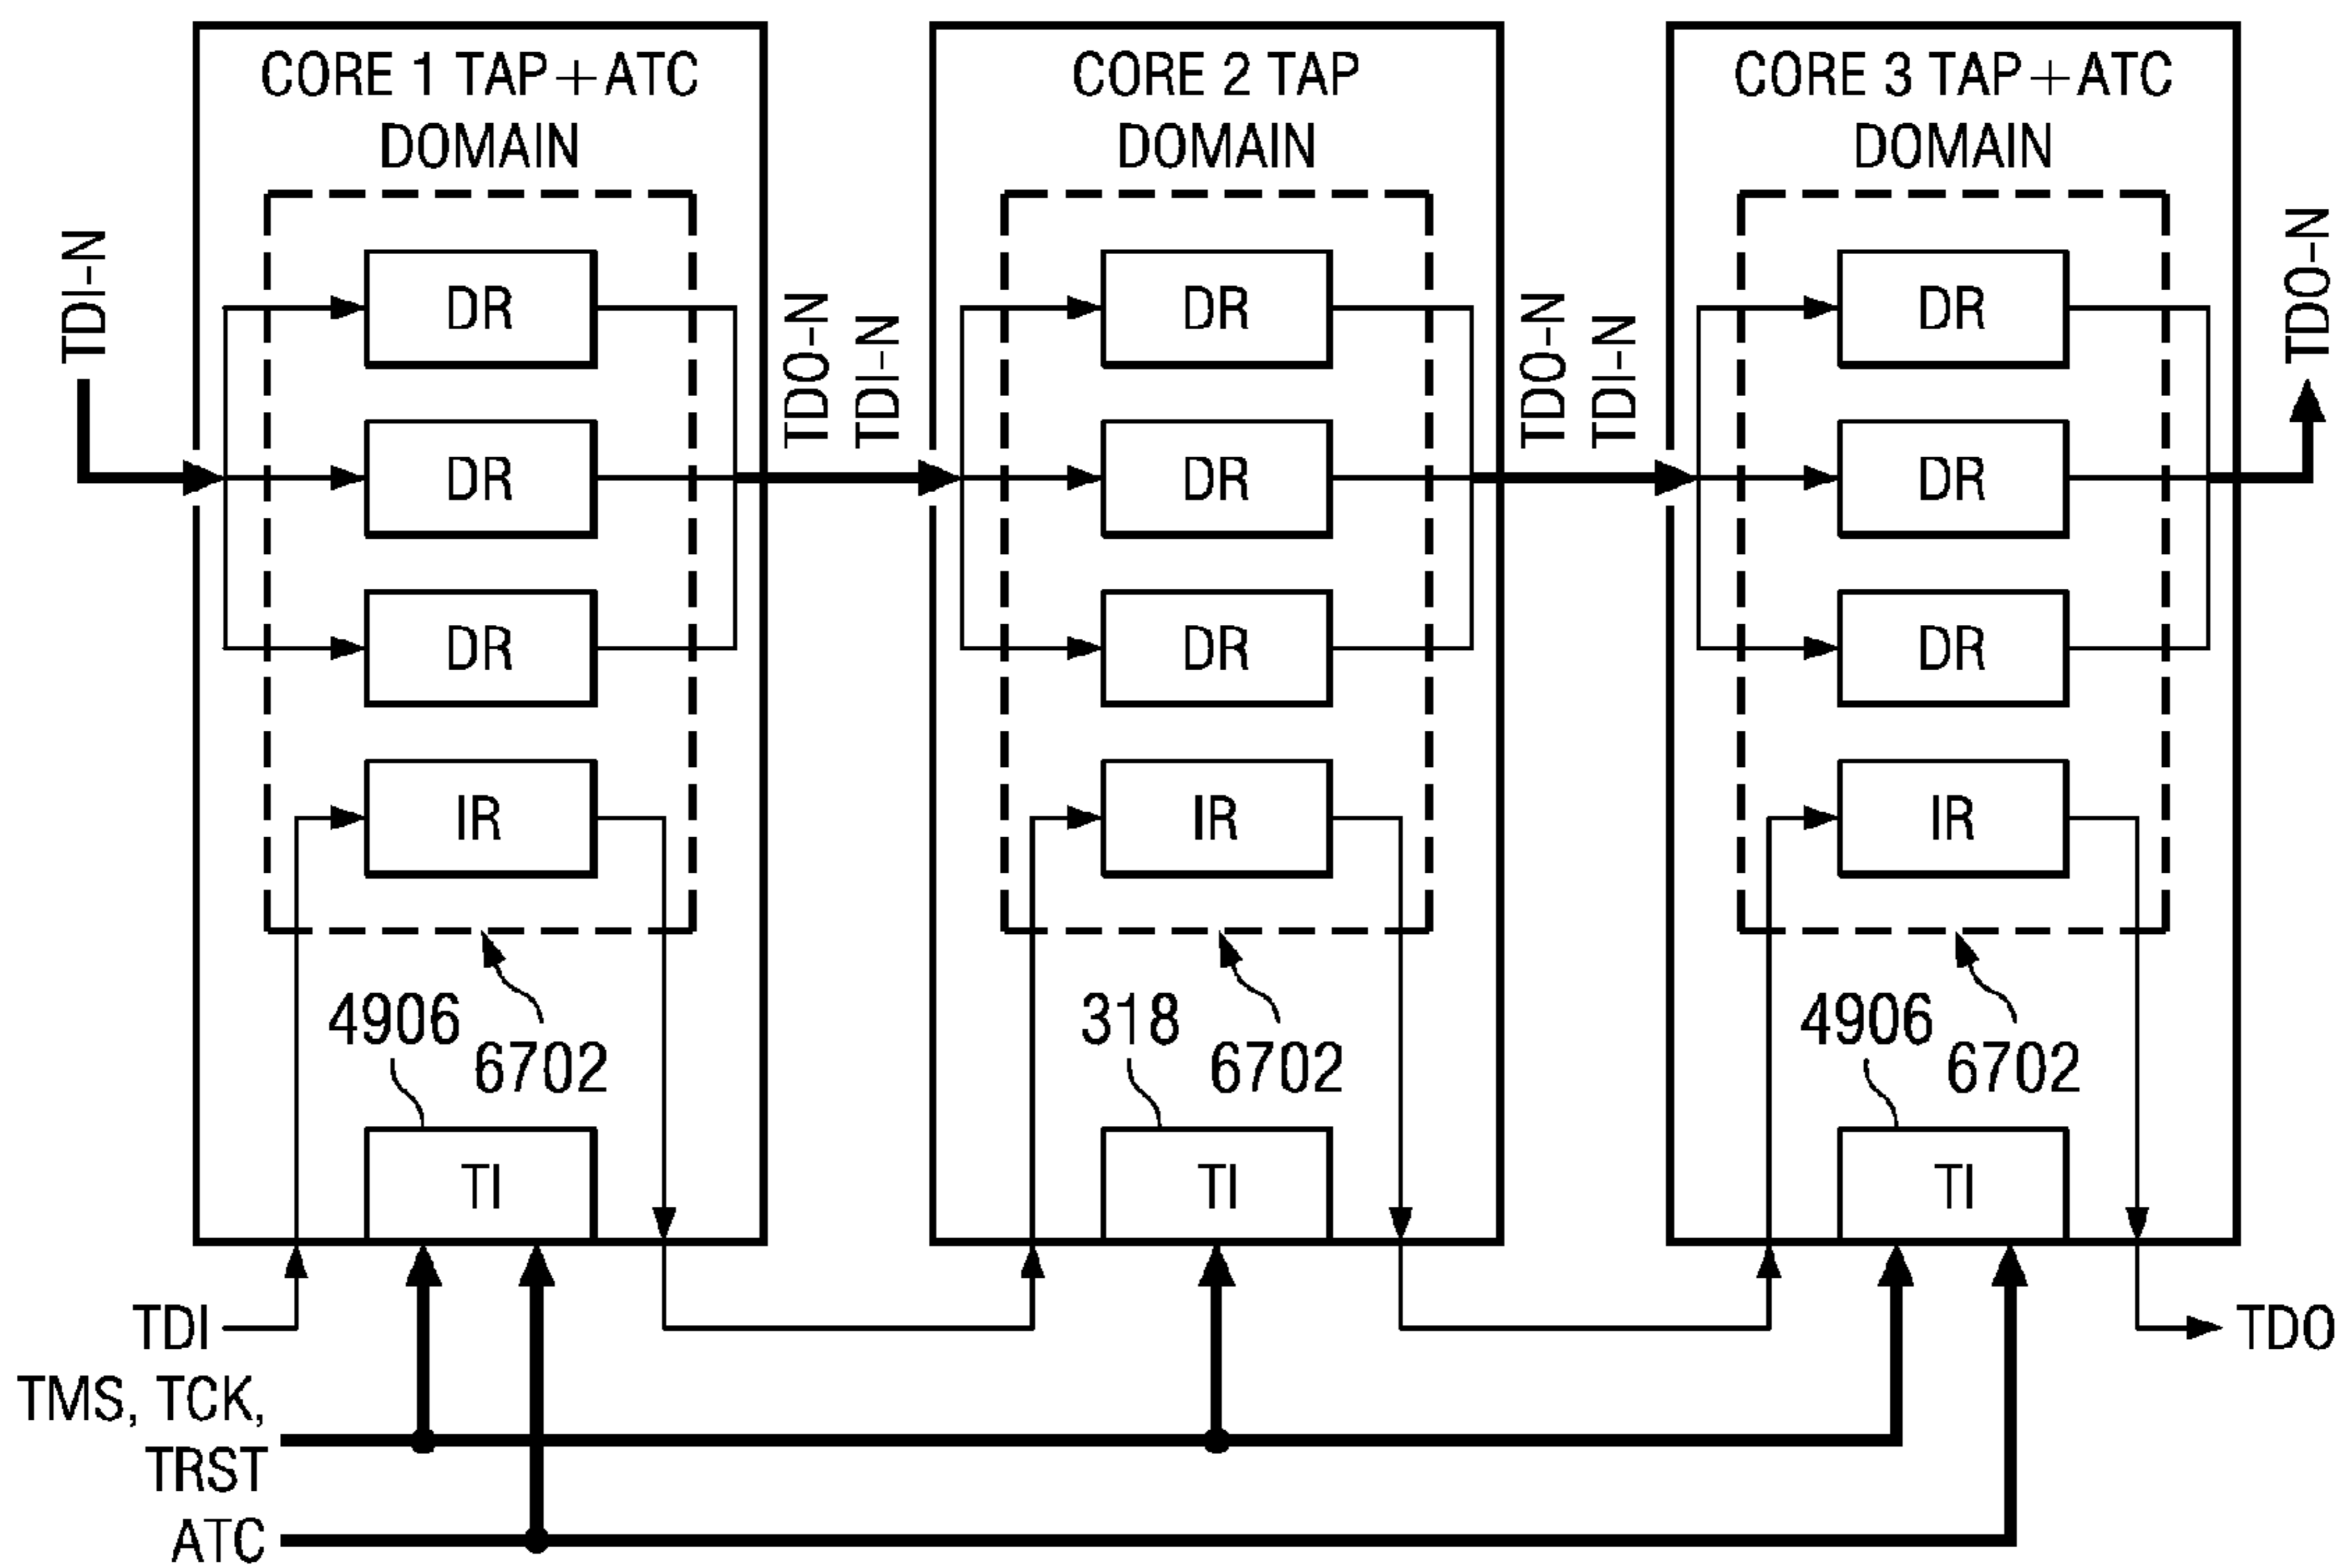 CORE 1 TAP+ATC
DOMAIN
CORE 2 TAP
DOMAIN
CORE 3 TAP+ATC
DOMAIN
TDI-N
TDO-N
TDI-N
TDO-N
TDI-N
TDO-N
DR
DR
DR
DR
DR
DR
DR
DR
DR
IR
IR
IR
4906
6702
318
6702
4906
6702
TI
TI
TI
TDI
TDO
TMS, TCK,
TRST
ATC